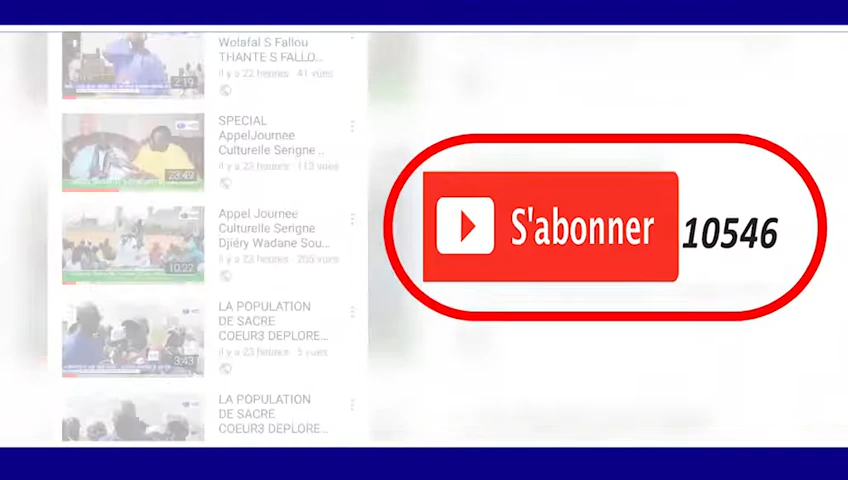 Wolafal S Fallou
THANTE S FALLO...
il y a 22 heures · 41 vues
2:19
SPECIAL
AppelJournee
Culturelle Serigne ..
il y a 23 heures · 113 vues
23:49
Appel Journee
Culturelle Serigne
Djiéry Wadane Sou...
il y a 23 heures · 205 vues
10:22
LA POPULATION
DE SACRE
COEUR3 DEPLORE...
il y a 23 heures · 5 vues
3:43
LA POPULATION
DE SACRE
COEUR3 DEPLORE...
S'abonner
10546